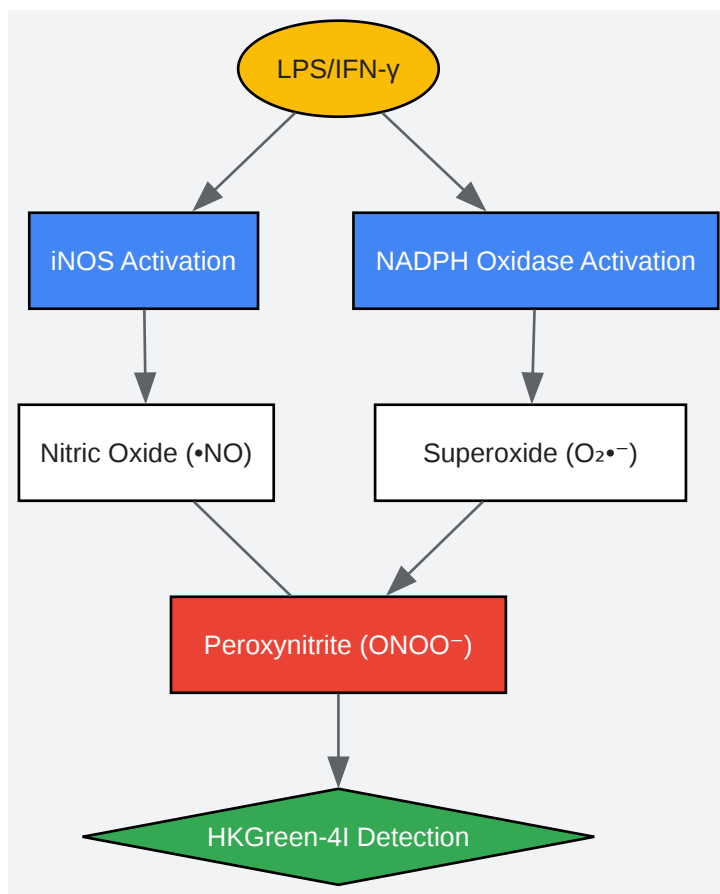 LPS/IFN-γ
iNOS Activation
NADPH Oxidase Activation
Nitric Oxide (•NO)
Superoxide (O₂•⁻)
Peroxynitrite (ONOO⁻)
HKGreen-4I Detection